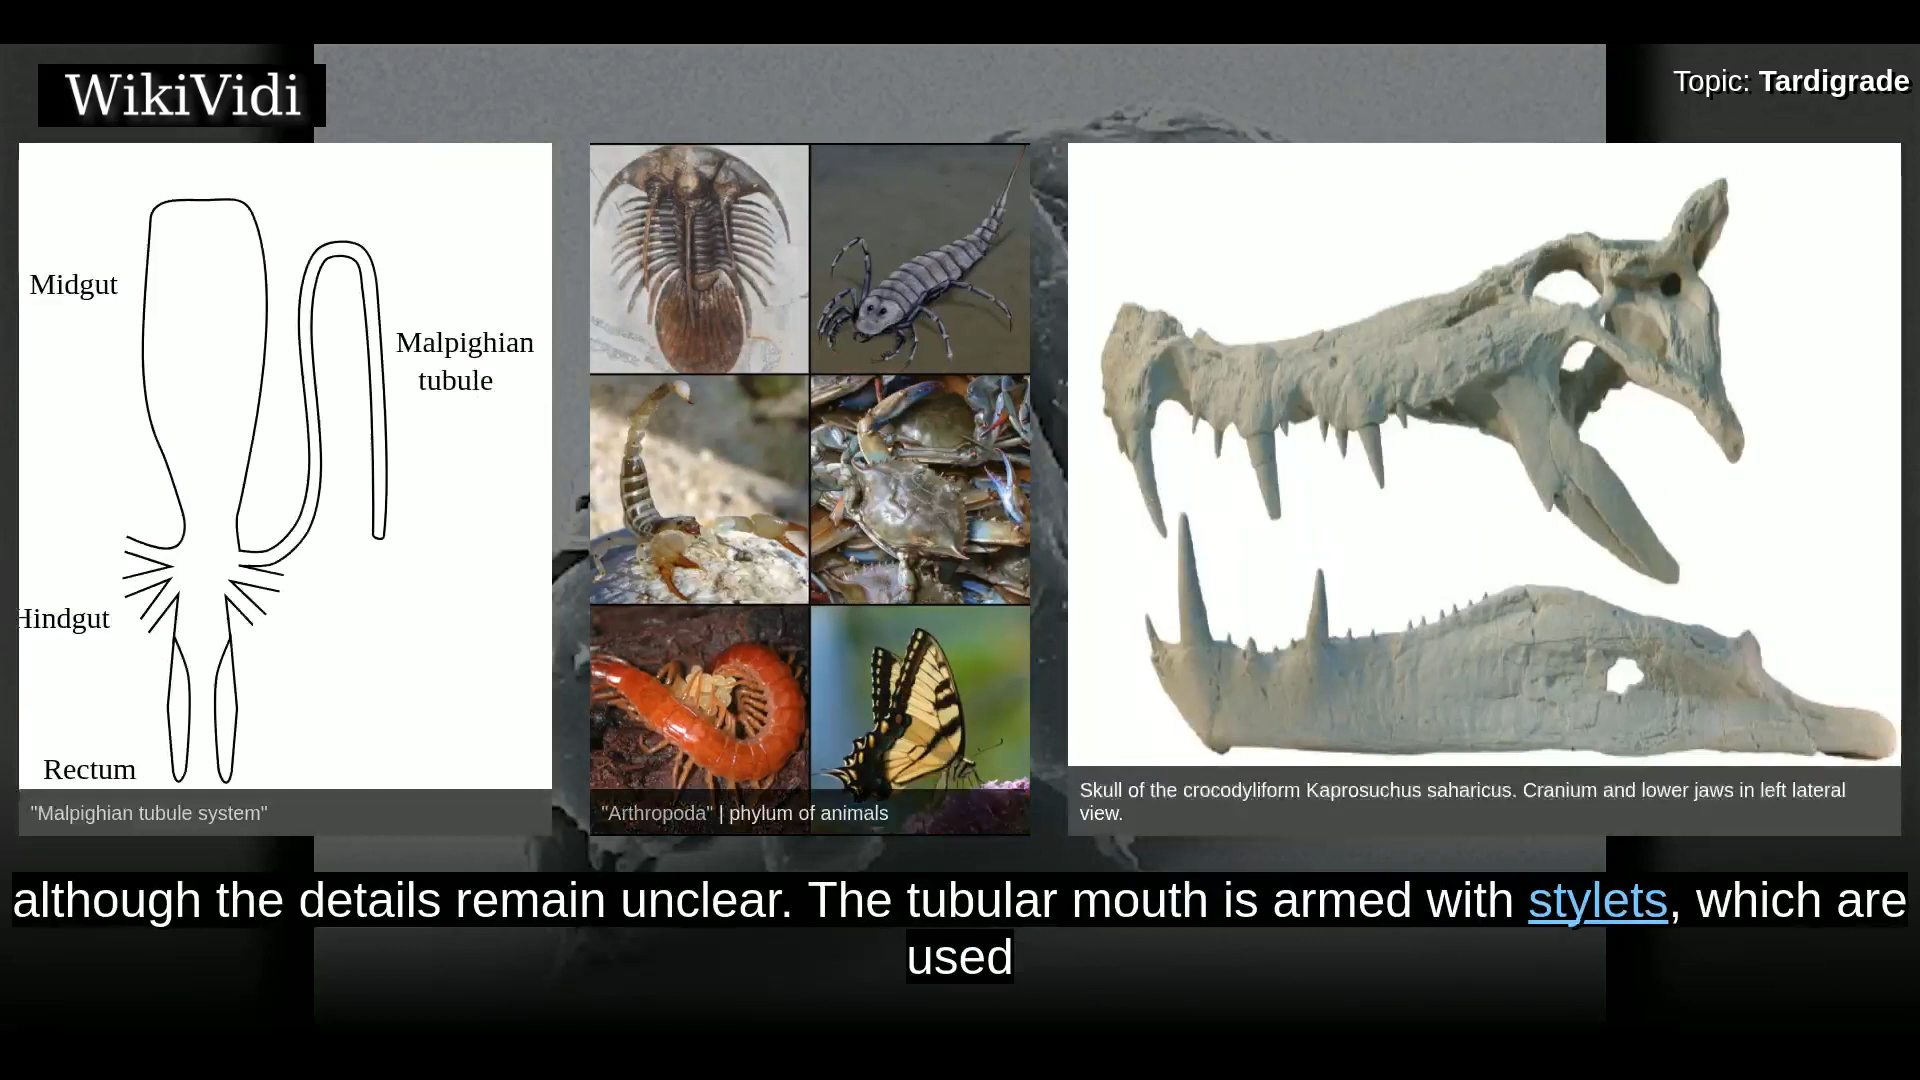 WikiVidi
Topic: Tardigrade
Midgut
Malpighian
tubule
Hindgut
Rectum
"Malpighian tubule system"
"Arthropoda" | phylum of animals
Skull of the crocodyliform Kaprosuchus saharicus. Cranium and lower jaws in left lateral
view.
although the details remain unclear. The tubular mouth is armed with stylets, which are
used